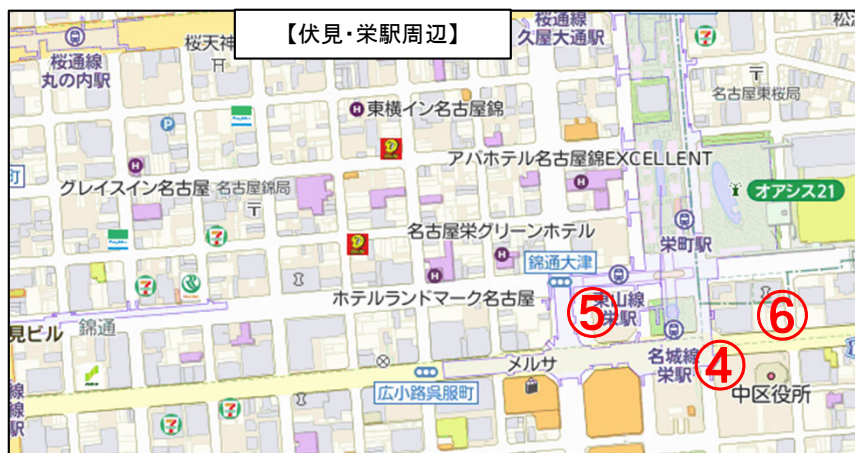 【伏見・栄駅周辺】
桜通線
丸の内駅
桜天神
桜通線
久屋大通駅
松
名古屋東桜局
東横イン名古屋錦
アパホテル名古屋錦EXCELLENT
グレイスイン名古屋
名古屋錦局
町
オアシス21
名古屋栄グリーンホテル
栄町駅
錦通大津
ホテルランドマーク名古屋
東山線
栄駅
⑤
⑥
見ビル
錦通
名城線
栄駅
④
メルサ
広小路呉服町
中区役所
線
線
駅